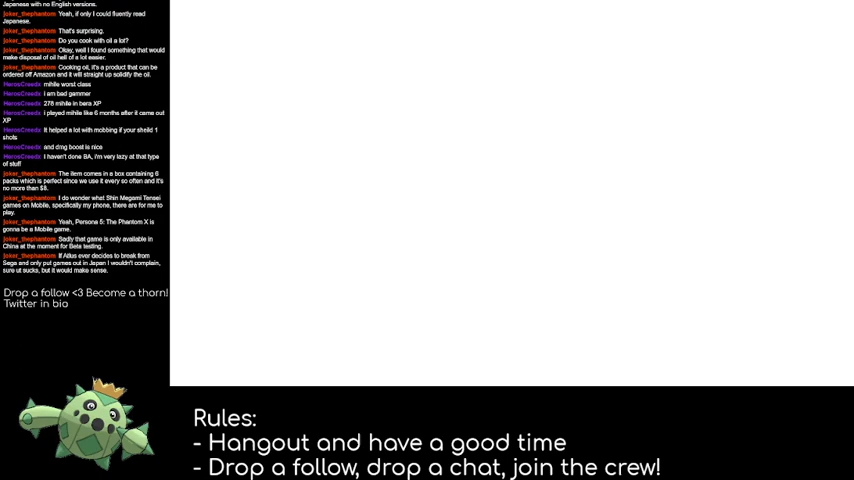 Japanese with no English versions.
joker_thephantom Yeah, if only I could fluently read
Japanese.
joker_thephantom That's surprising.
joker_thephantom Do you cook with oil a lot?
joker_thephantom Okay, well I found something that would
make disposal of oil hell of a lot easier.
joker_thephantom Cooking oil, it's a product that can be
ordered off Amazon and it will straight up solidify the oil.
HerosCreedx mihile worst class
HerosCreedx i am bad gammer
HerosCreedx 278 mihile in bera XP
HerosCreedx i played mihile like 6 months after it came out
XP
HerosCreedx It helped a lot with mobbing if your sheild 1
shots
HerosCreedx and dmg boost is nice
HerosCreedx I haven't done BA, i'm very lazy at that type
of stuff
joker_thephantom The item comes in a box containing 6
packs which is perfect since we use it every so often and it's
no more than $8.
joker_thephantom I do wonder what Shin Megami Tensei
games on Mobile, specifically my phone, there are for me to
play.
joker_thephantom Yeah, Persona 5: The Phantom X is
gonna be a Mobile game.
joker_thephantom Sadly that game is only available in
China at the moment for Beta testing.
joker_thephantom If Atlus ever decides to break from
Sega and only put games out in Japan I wouldn't complain,
sure ut sucks, but it would make sense.
Drop a follow <3 Become a thorn!
Twitter in bio
Rules:
- Hangout and have a good time
- Drop a follow, drop a chat, join the crew!